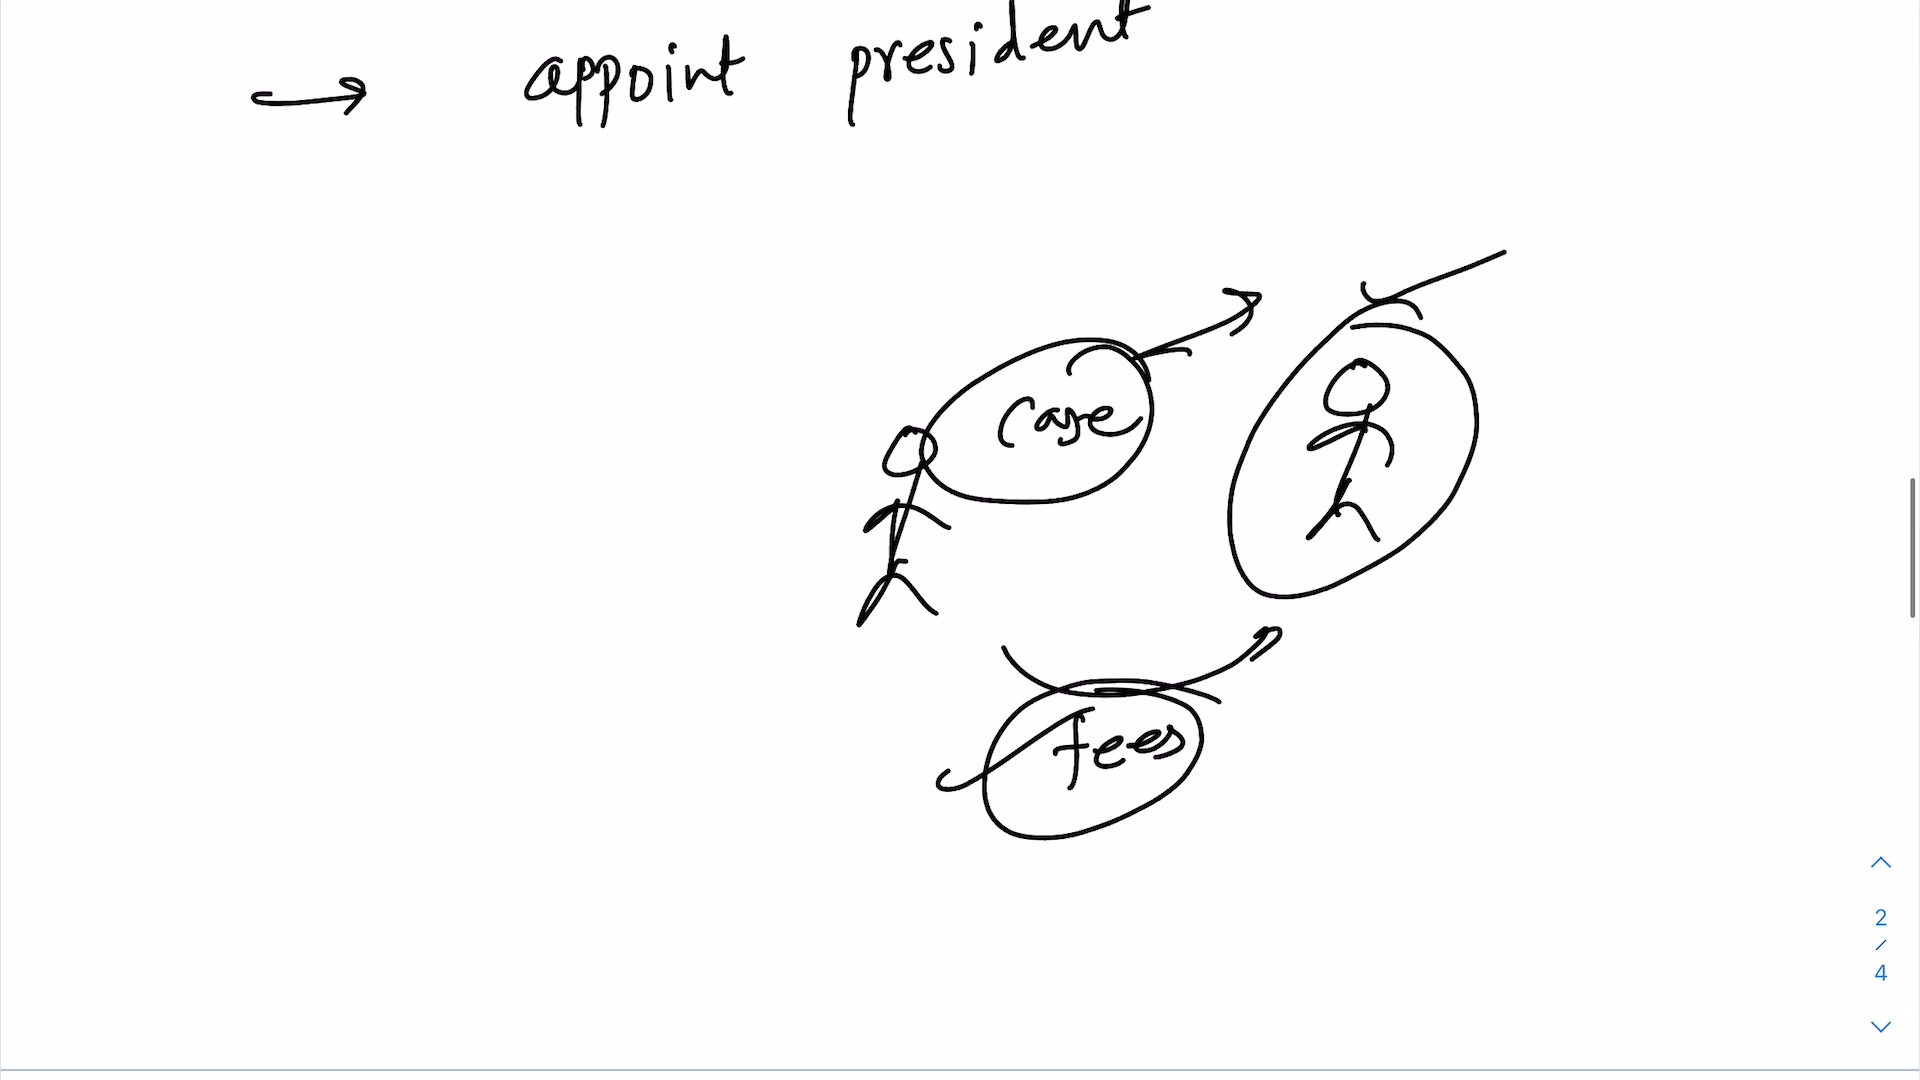 → appoint president
case
fees
2
/
4